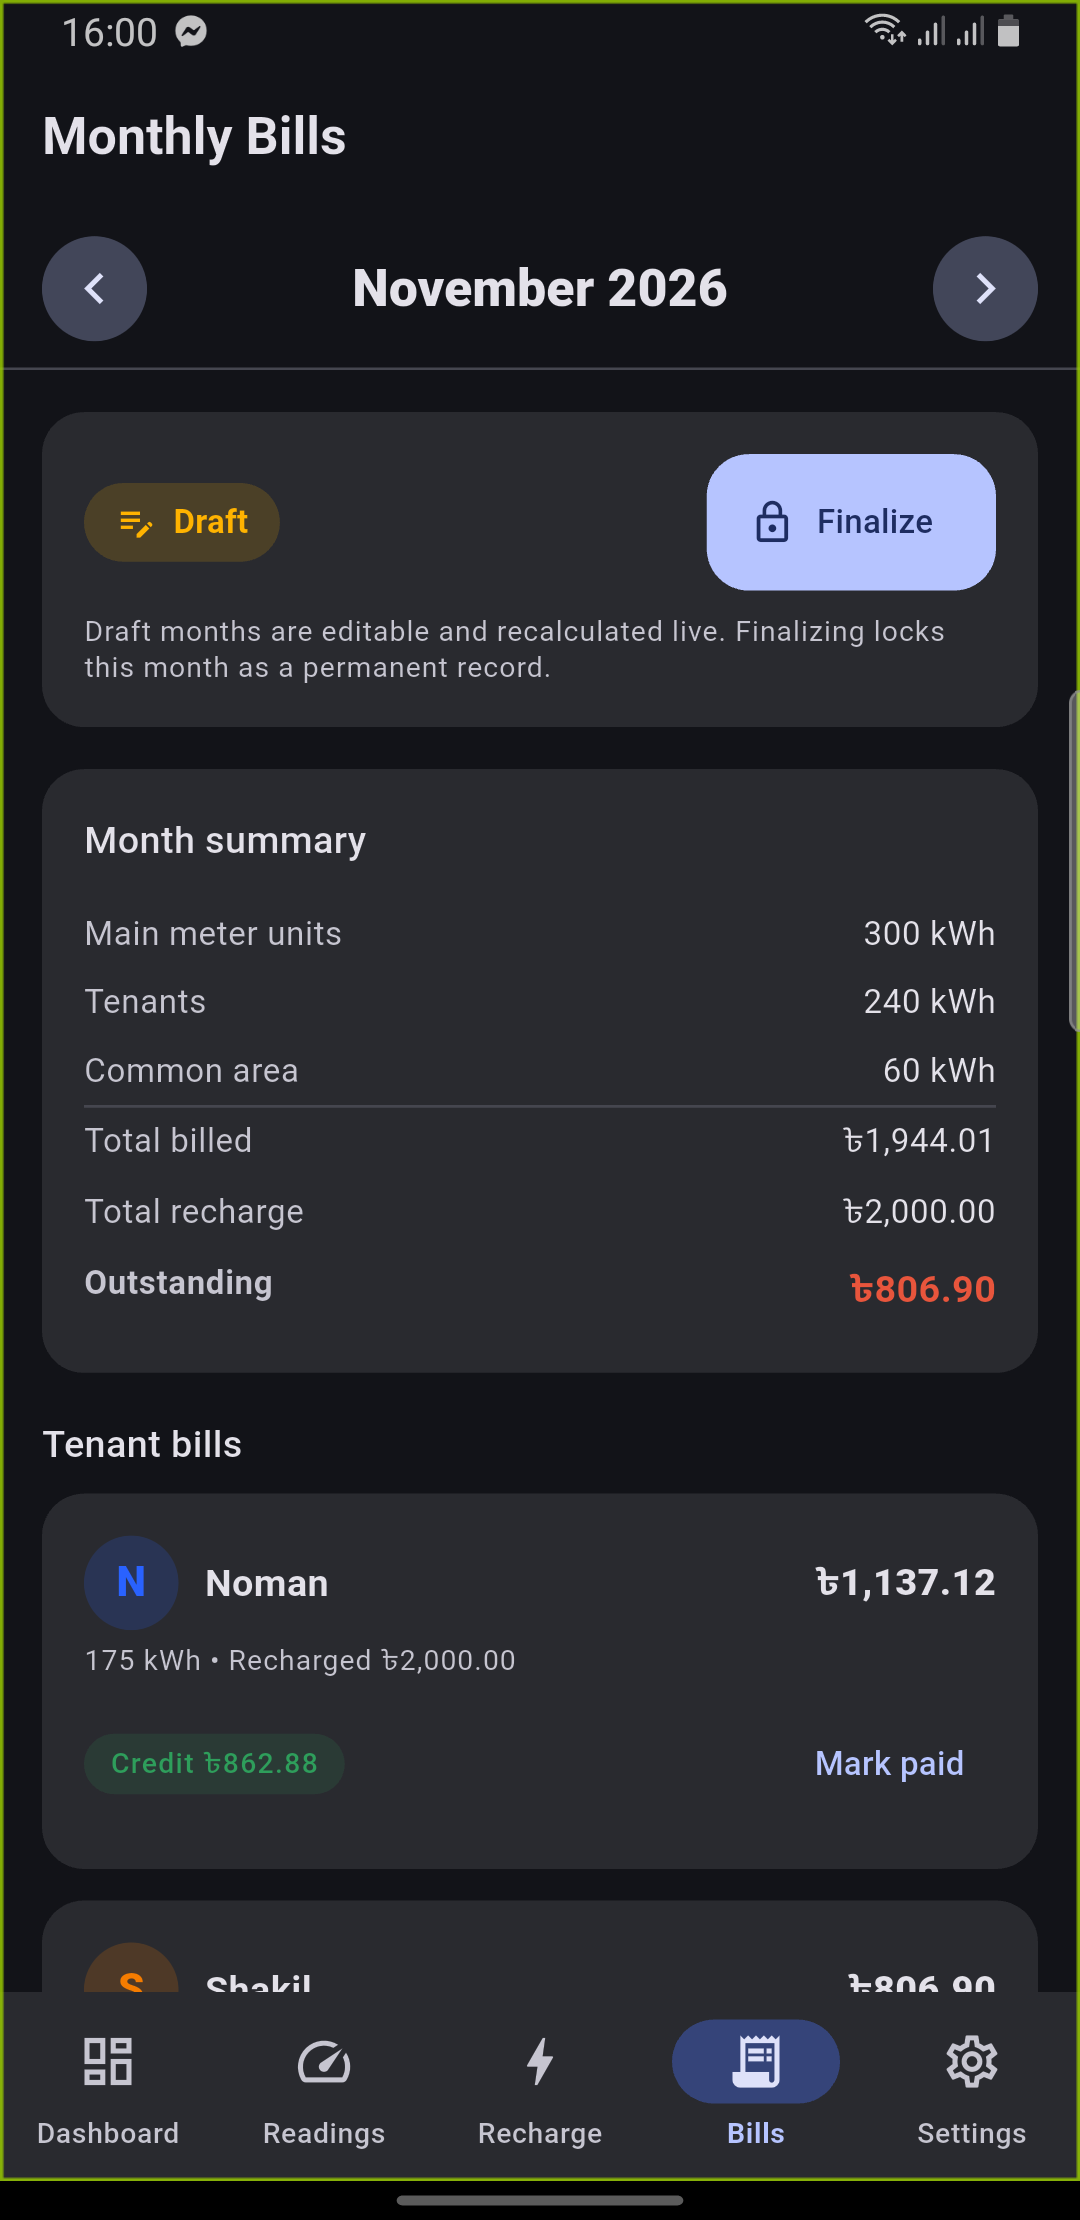 16:00
Monthly Bills
November 2026
Draft
Finalize
Draft months are editable and recalculated live. Finalizing locks
this month as a permanent record.
Month summary
Main meter units 300 kWh
Tenants 240 kWh
Common area 60 kWh
Total billed ৳1,944.01
Total recharge ৳2,000.00
Outstanding ৳806.90
Tenant bills
N Noman ৳1,137.12
175 kWh • Recharged ৳2,000.00
Credit ৳862.88 Mark paid
S Shakil ৳806.90
Dashboard Readings Recharge Bills Settings